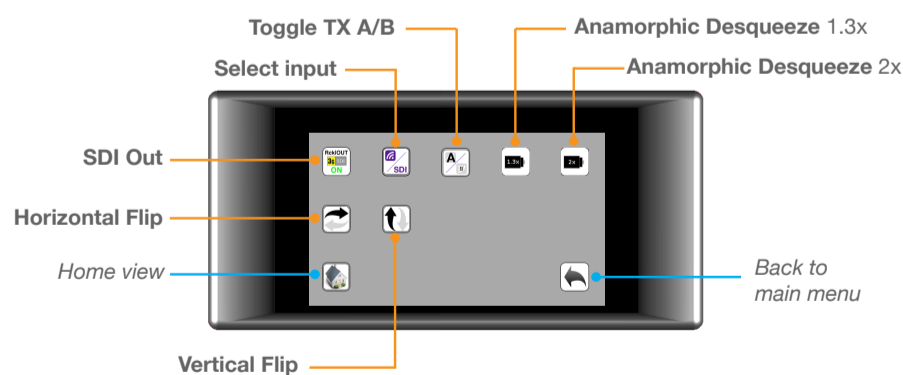 Toggle TX A/B
Anamorphic Desqueeze 1.3x
Select input
Anamorphic Desqueeze 2x
SDI Out
ON
SDI
A
B
1.3x
2x
Horizontal Flip
Home view
Back to
main menu
Vertical Flip